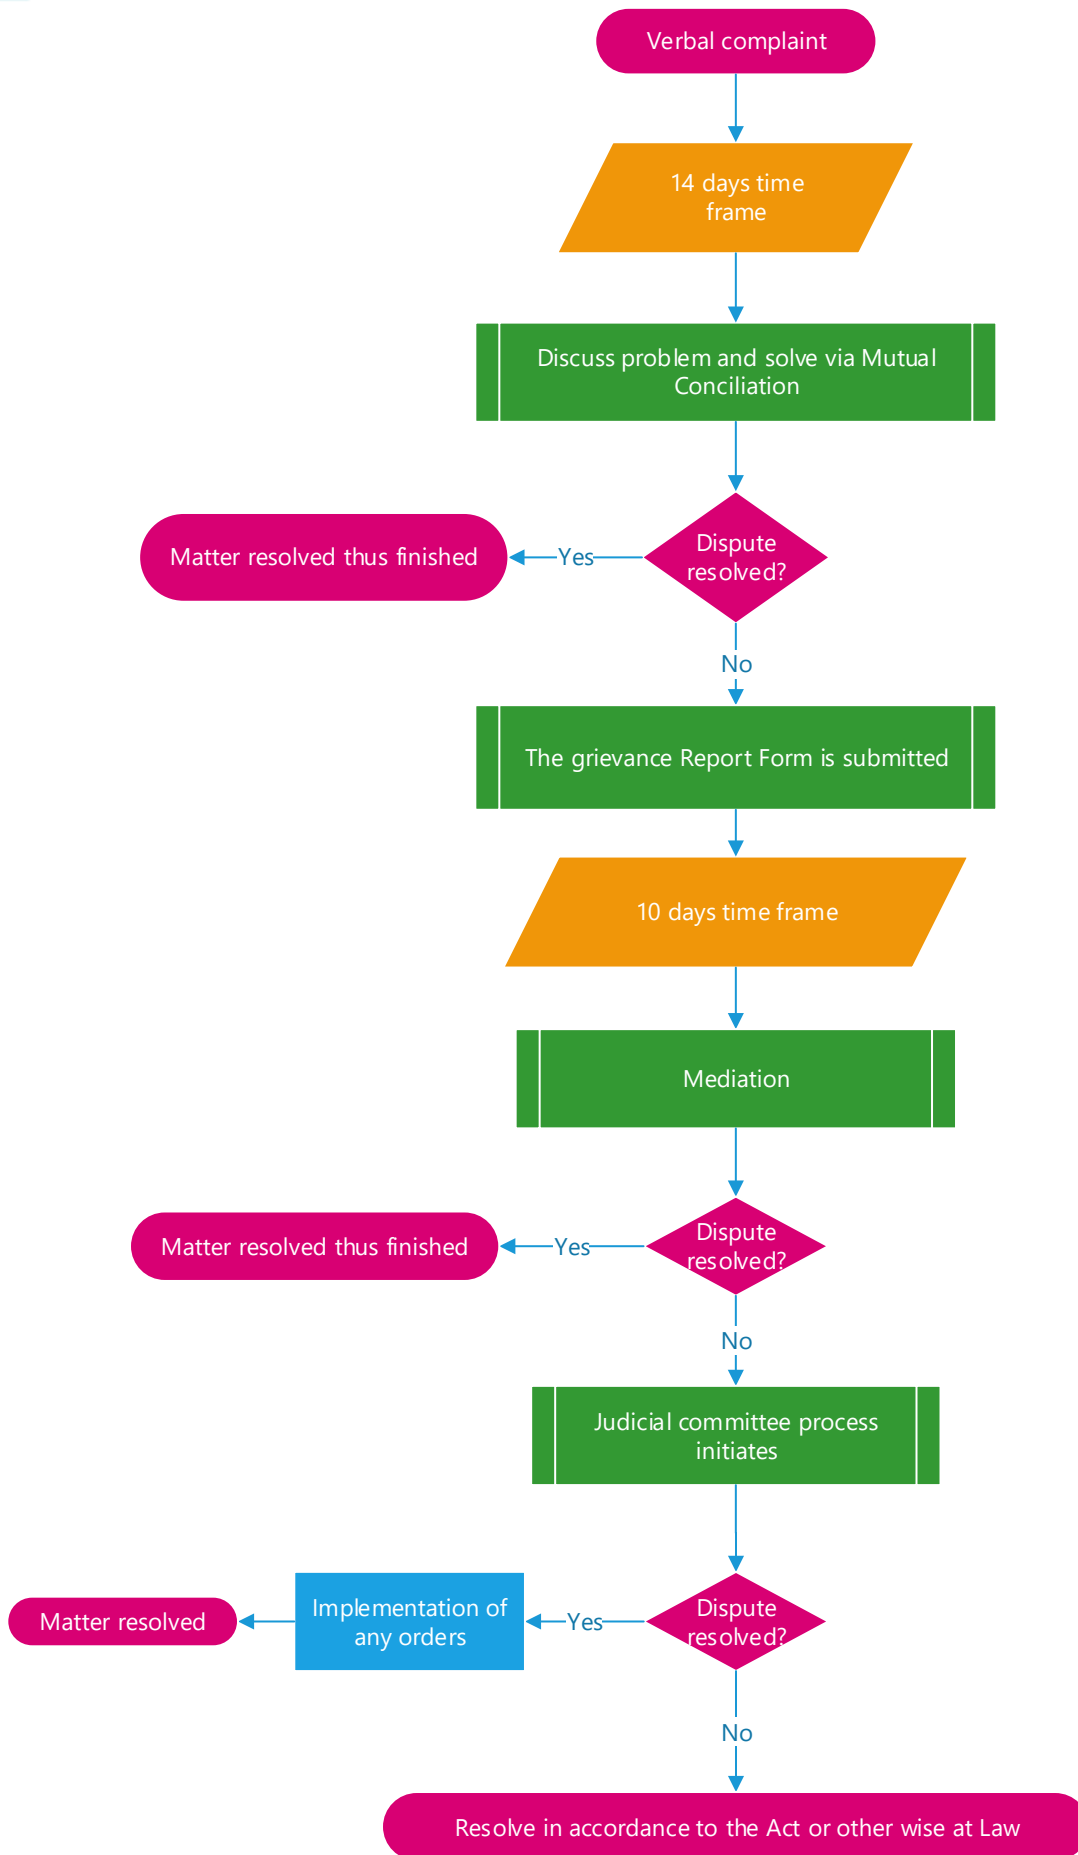 Verbal complaint
14 days time
frame
Discuss problem and solve via Mutual
Conciliation
Dispute
resolved?
Yes
Matter resolved thus finished
No
The grievance Report Form is submitted
10 days time frame
Mediation
Dispute
resolved?
Yes
Matter resolved thus finished
No
Judicial committee process
initiates
Dispute
resolved?
Yes
Implementation of
any orders
Matter resolved
No
Resolve in accordance to the Act or other wise at Law